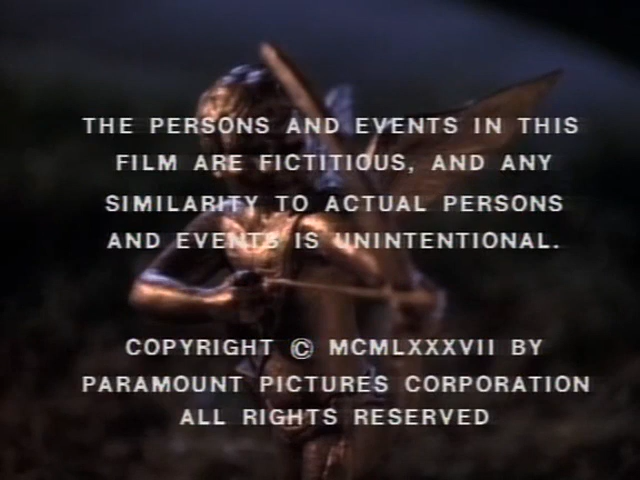 THE PERSONS AND EVENTS IN THIS
FILM ARE FICTITIOUS, AND ANY
SIMILARITY TO ACTUAL PERSONS
AND EVENTS IS UNINTENTIONAL.
COPYRIGHT © MCMLXXXVII BY
PARAMOUNT PICTURES CORPORATION
ALL RIGHTS RESERVED